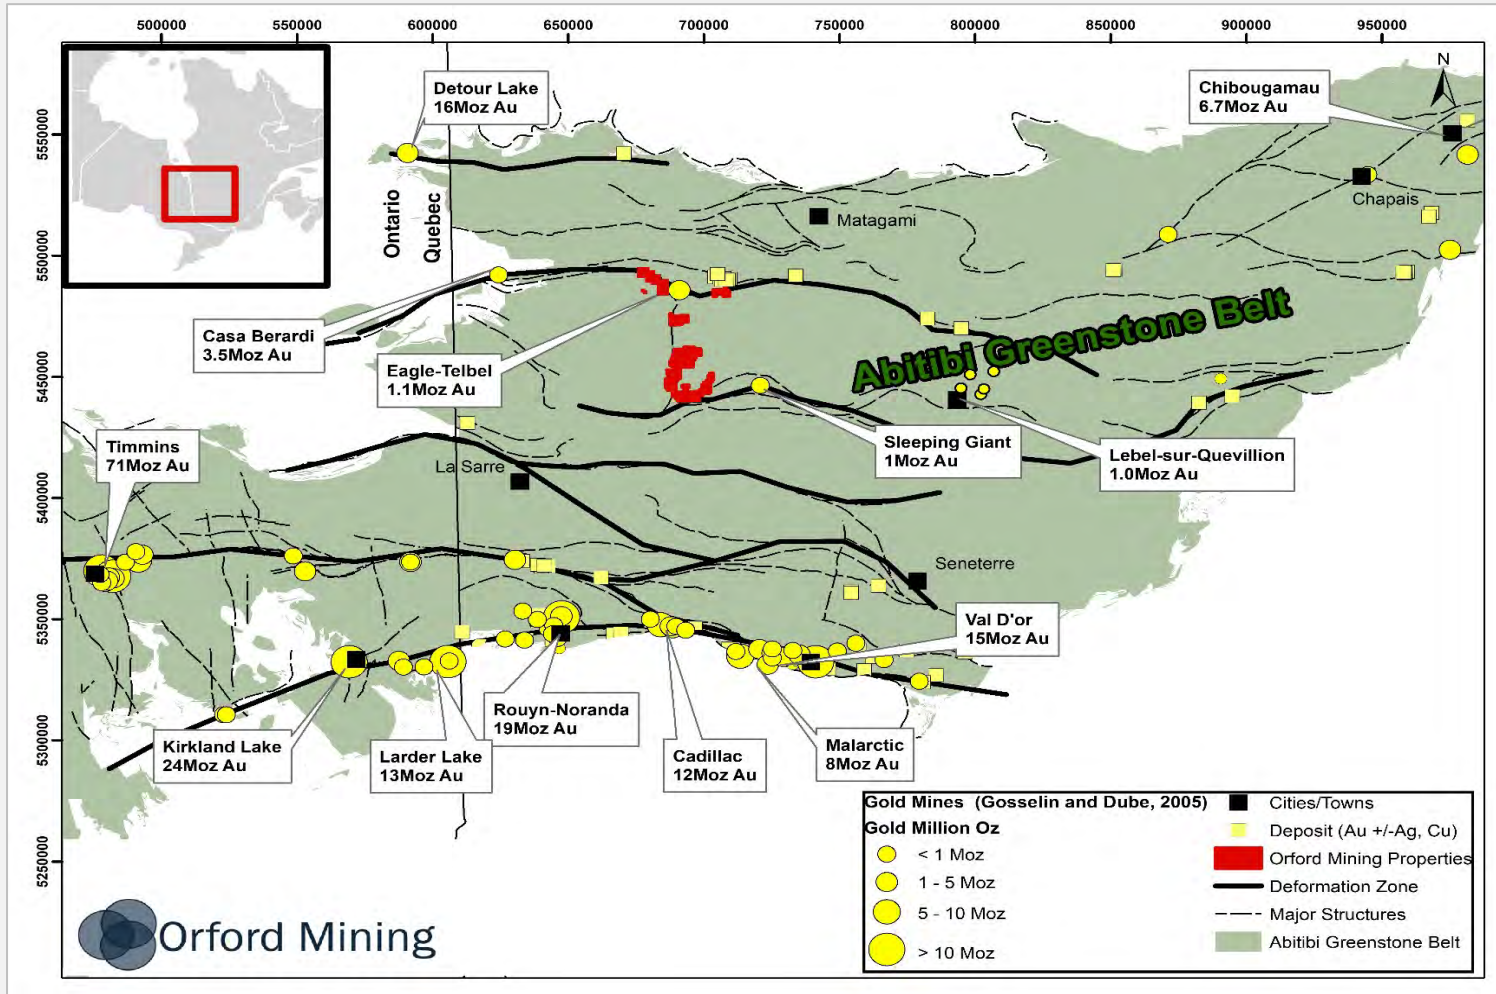 500000 550000 600000 650000 700000 750000 800000 850000 900000 950000
5550000
5500000
5450000
5400000
5350000
5300000
5250000
N
Detour Lake
16Moz Au
Chibougamau
6.7Moz Au
Ontario
Quebec
Matagami
Chapais
Casa Berardi
3.5Moz Au
Eagle-Telbel
1.1Moz Au
Abitibi Greenstone Belt
Timmins
71Moz Au
La Sarre
Sleeping Giant
1Moz Au
Lebel-sur-Quevillion
1.0Moz Au
Seneterre
Val D'or
15Moz Au
Rouyn-Noranda
19Moz Au
Kirkland Lake
24Moz Au
Larder Lake
13Moz Au
Cadillac
12Moz Au
Malarctic
8Moz Au
Gold Mines (Gosselin and Dube, 2005)
Gold Million Oz
< 1 Moz
1 - 5 Moz
5 - 10 Moz
> 10 Moz
Cities/Towns
Deposit (Au +/-Ag, Cu)
Orford Mining Properties
Deformation Zone
Major Structures
Abitibi Greenstone Belt
Orford Mining